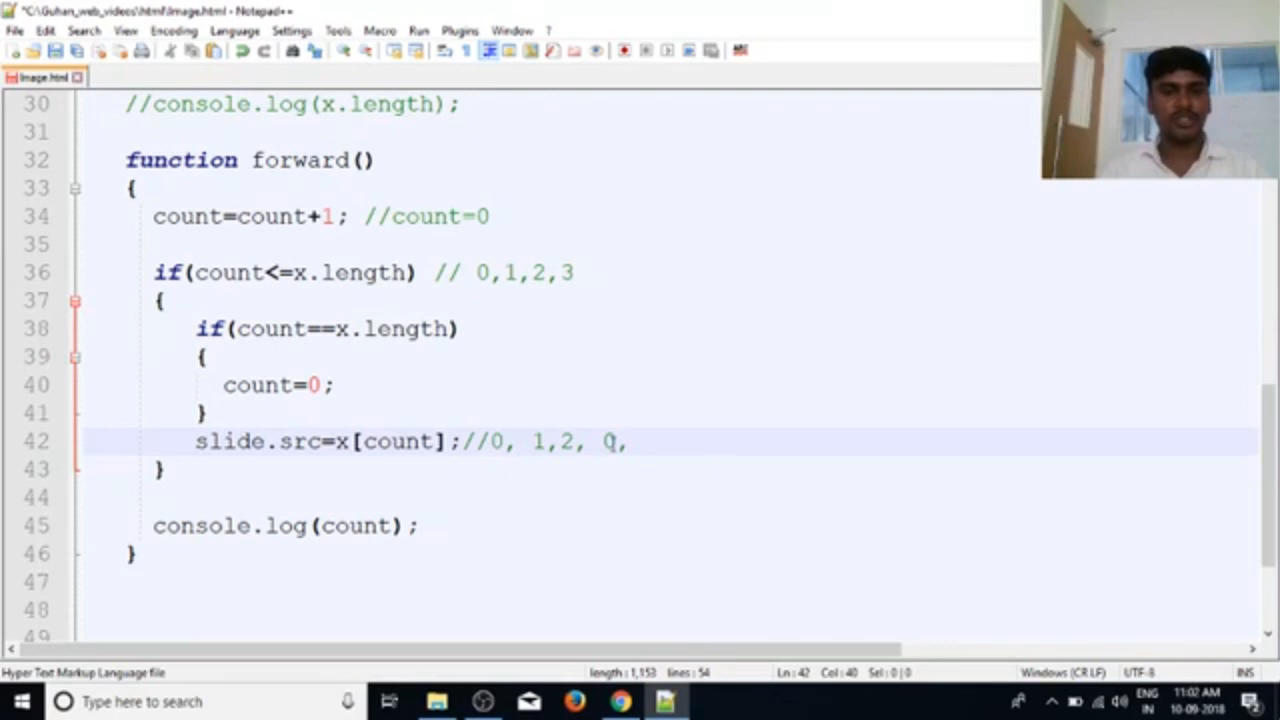 *C:\Guhan_web_videos\html\Image.html - Notepad++
File Edit Search View Encoding Language Settings Tools Macro Run Plugins Window ?
Image.html
30 //console.log(x.length);
31
32 function forward()
33 {
34 count=count+1; //count=0
35
36 if(count<=x.length) // 0,1,2,3
37 {
38 if(count==x.length)
39 {
40 count=0;
41 }
42 slide.src=x[count];//0, 1,2, 0,
43 }
44
45 console.log(count);
46 }
47
48
49
Hyper Text Markup Language file length : 1,153 lines : 54 Ln : 42 Col : 40 Sel : 0 | 0 Windows (CR LF) UTF-8 INS
Type here to search ENG 11:02 AM
IN 10-09-2018